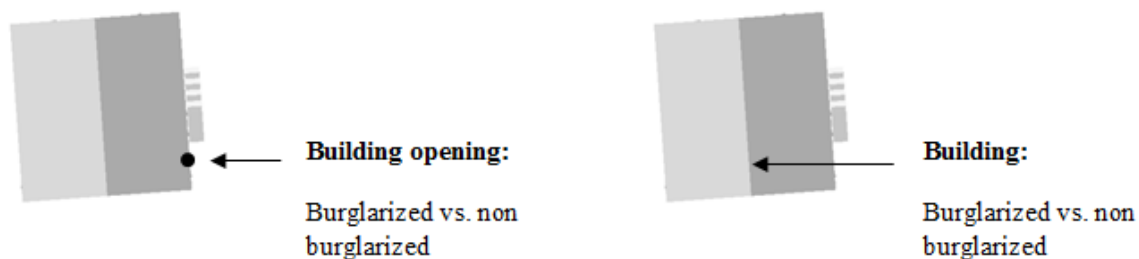 Building opening:
Burglarized vs. non
burglarized
Building:
Burglarized vs. non
burglarized